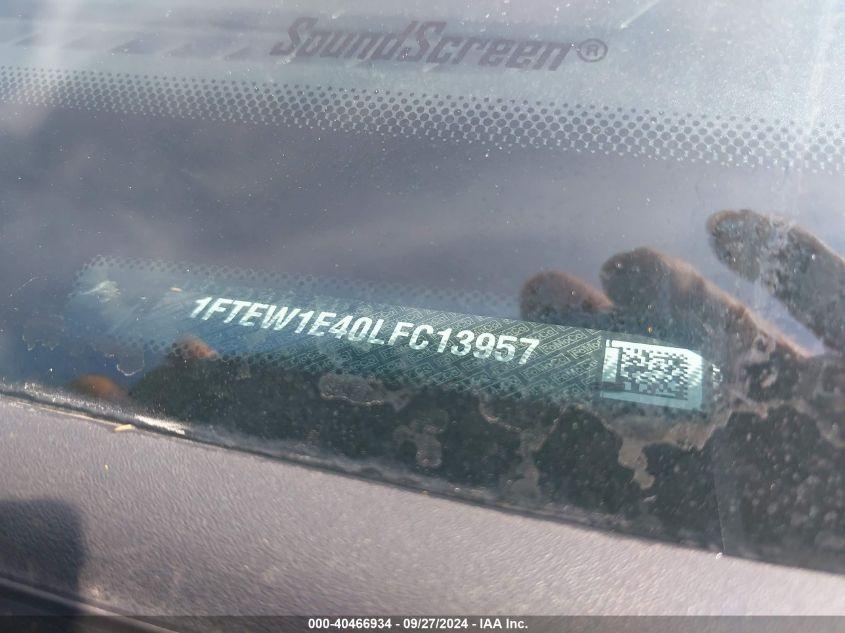 SoundScreen®
1FTEW1E40LFC13957
000-40466934 - 09/27/2024 - IAA Inc.